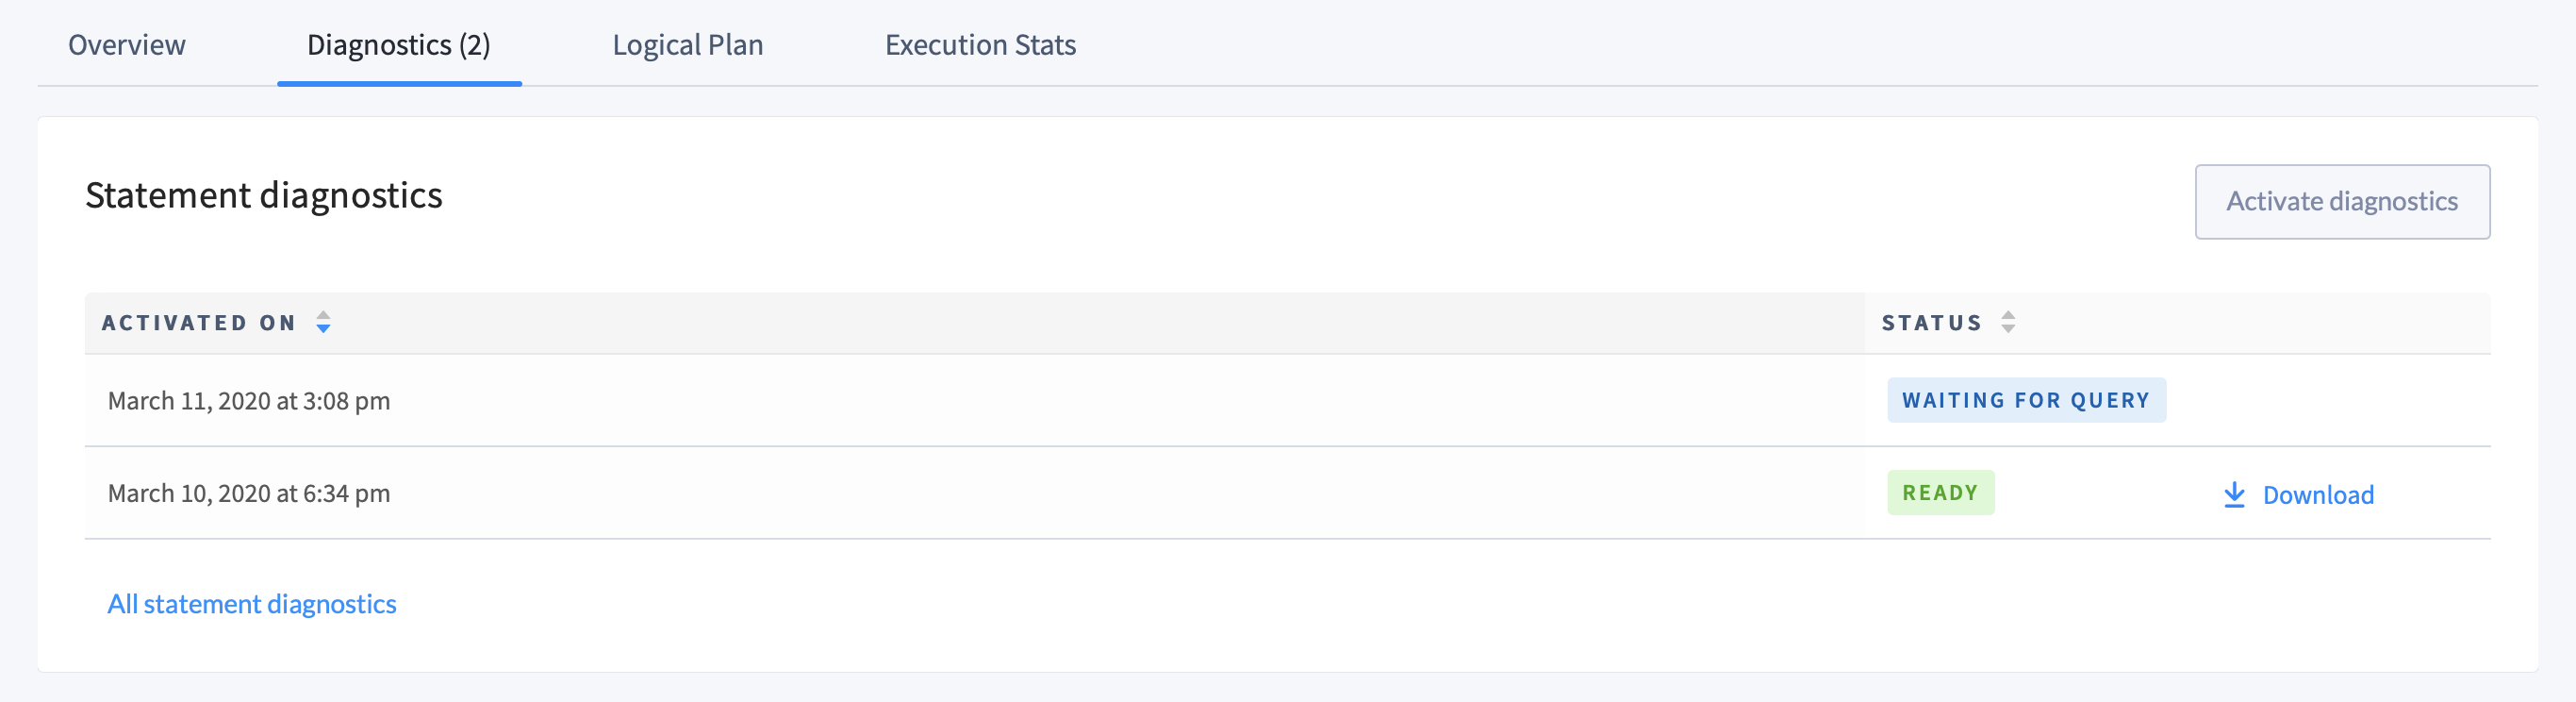 Overview Diagnostics (2) Logical Plan Execution Stats
Statement diagnostics
Activate diagnostics
ACTIVATED ON STATUS
March 11, 2020 at 3:08 pm WAITING FOR QUERY
March 10, 2020 at 6:34 pm READY Download
All statement diagnostics